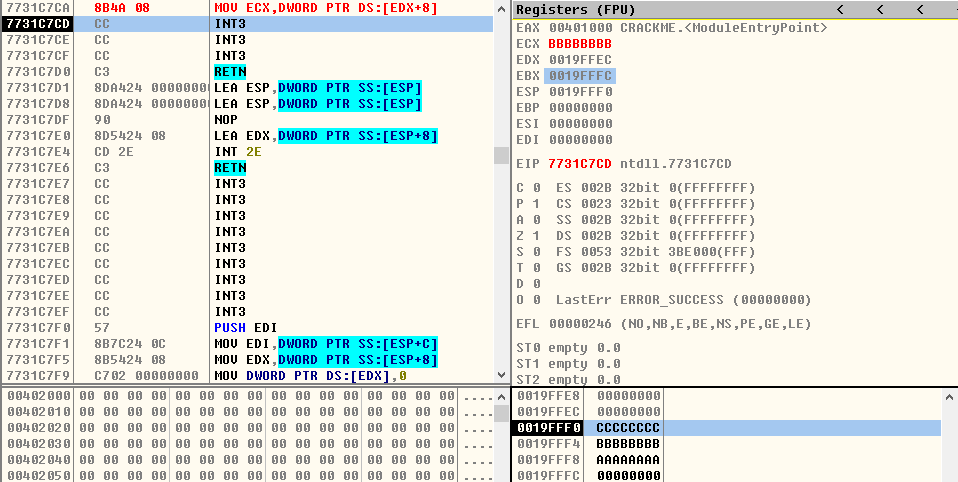 7731C7CA 8B4A 08 MOV ECX,DWORD PTR DS:[EDX+8]
7731C7CD CC INT3
7731C7CE CC INT3
7731C7CF CC INT3
7731C7D0 C3 RETN
7731C7D1 8DA424 0000000 LEA ESP,DWORD PTR SS:[ESP]
7731C7D8 8DA424 0000000 LEA ESP,DWORD PTR SS:[ESP]
7731C7DF 90 NOP
7731C7E0 8D5424 08 LEA EDX,DWORD PTR SS:[ESP+8]
7731C7E4 CD 2E INT 2E
7731C7E6 C3 RETN
7731C7E7 CC INT3
7731C7E8 CC INT3
7731C7E9 CC INT3
7731C7EA CC INT3
7731C7EB CC INT3
7731C7EC CC INT3
7731C7ED CC INT3
7731C7EE CC INT3
7731C7EF CC INT3
7731C7F0 57 PUSH EDI
7731C7F1 8B7C24 0C MOV EDI,DWORD PTR SS:[ESP+C]
7731C7F5 8B5424 08 MOV EDX,DWORD PTR SS:[ESP+8]
7731C7F9 C702 00000000 MOV DWORD PTR DS:[EDX],0
Registers (FPU) < < <
EAX 00401000 CRACKME.<ModuleEntryPoint>
ECX BBBBBBBB
EDX 0019FFEC
EBX 0019FFFC
ESP 0019FFF0
EBP 00000000
ESI 00000000
EDI 00000000
EIP 7731C7CD ntdll.7731C7CD
C 0 ES 002B 32bit 0(FFFFFFFF)
P 1 CS 0023 32bit 0(FFFFFFFF)
A 0 SS 002B 32bit 0(FFFFFFFF)
Z 1 DS 002B 32bit 0(FFFFFFFF)
S 0 FS 0053 32bit 3BE000(FFF)
T 0 GS 002B 32bit 0(FFFFFFFF)
D 0
O 0 LastErr ERROR_SUCCESS (00000000)
EFL 00000246 (NO,NB,E,BE,NS,PE,GE,LE)
ST0 empty 0.0
ST1 empty 0.0
ST2 empty 0.0
00402000 00 00 00 00 00 00 00 00 00 00 00 00 00 00 00 00 ....
00402010 00 00 00 00 00 00 00 00 00 00 00 00 00 00 00 00 ....
00402020 00 00 00 00 00 00 00 00 00 00 00 00 00 00 00 00 ....
00402030 00 00 00 00 00 00 00 00 00 00 00 00 00 00 00 00 ....
00402040 00 00 00 00 00 00 00 00 00 00 00 00 00 00 00 00 ....
00402050 00 00 00 00 00 00 00 00 00 00 00 00 00 00 00 00 ....
0019FFE8 00000000
0019FFEC 00000000
0019FFF0 CCCCCCCC
0019FFF4 BBBBBBBB
0019FFF8 AAAAAAAA
0019FFFC 00000000